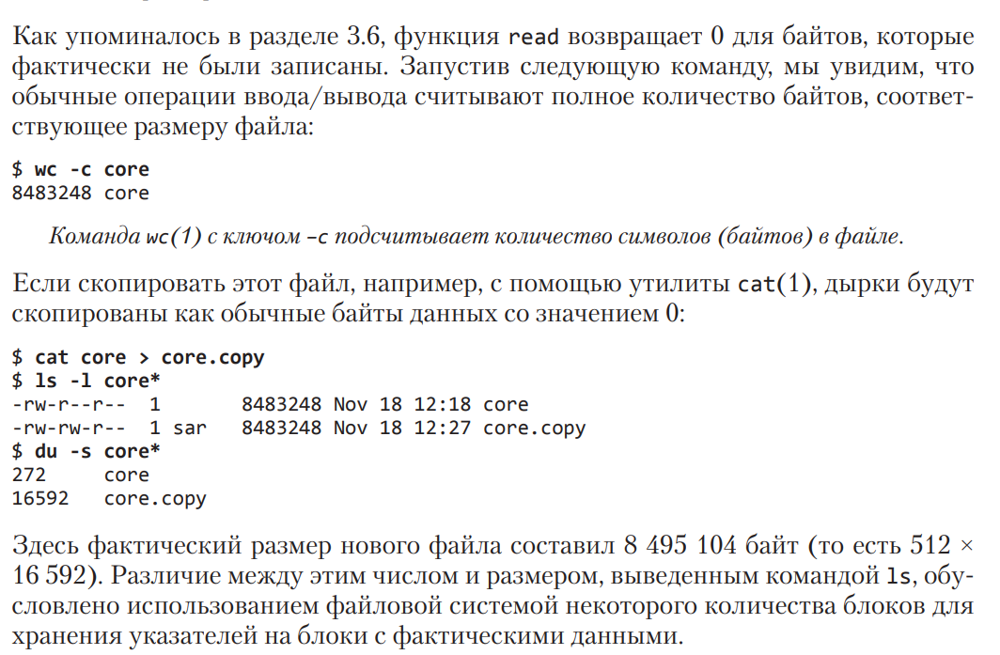 Как упоминалось в разделе 3.6, функция read возвращает 0 для байтов, которые
фактически не были записаны. Запустив следующую команду, мы увидим, что
обычные операции ввода/вывода считывают полное количество байтов, соответ-
ствующее размеру файла:
$ wc -c core
8483248 core
Команда wc(1) с ключом –c подсчитывает количество символов (байтов) в файле.
Если скопировать этот файл, например, с помощью утилиты cat(1), дырки будут
скопированы как обычные байты данных со значением 0:
$ cat core > core.copy
$ ls -l core*
-rw-r--r-- 1 8483248 Nov 18 12:18 core
-rw-rw-r-- 1 sar 8483248 Nov 18 12:27 core.copy
$ du -s core*
272 core
16592 core.copy
Здесь фактический размер нового файла составил 8 495 104 байт (то есть 512 ×
16 592). Различие между этим числом и размером, выведенным командой ls, обу-
словлено использованием файловой системой некоторого количества блоков для
хранения указателей на блоки с фактическими данными.